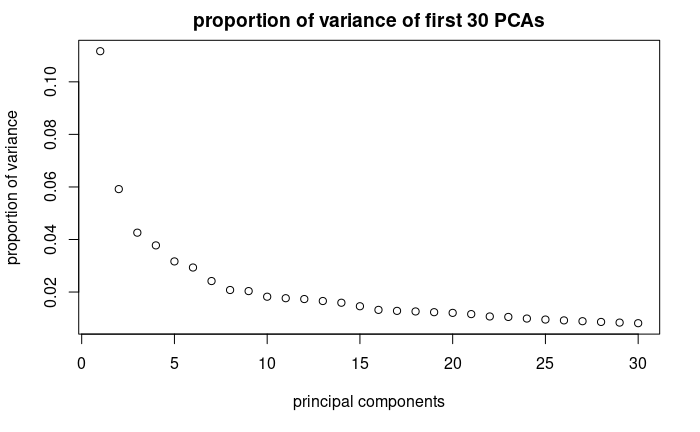 proportion of variance of first 30 PCAs
proportion of variance
0.10
0.08
0.06
0.04
0.02
0 5 10 15 20 25 30
principal components